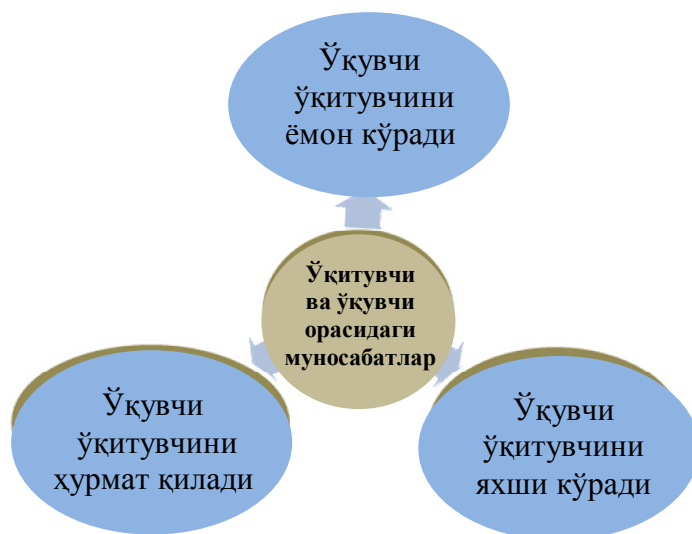 Ўқувчи
ўқитувчини
ёмон кўради
Ўқитувчи
ва ўқувчи
орасидаги
муносабатлар
Ўқувчи
ўқитувчини
ҳурмат қилади
Ўқувчи
ўқитувчини
яхши кўради